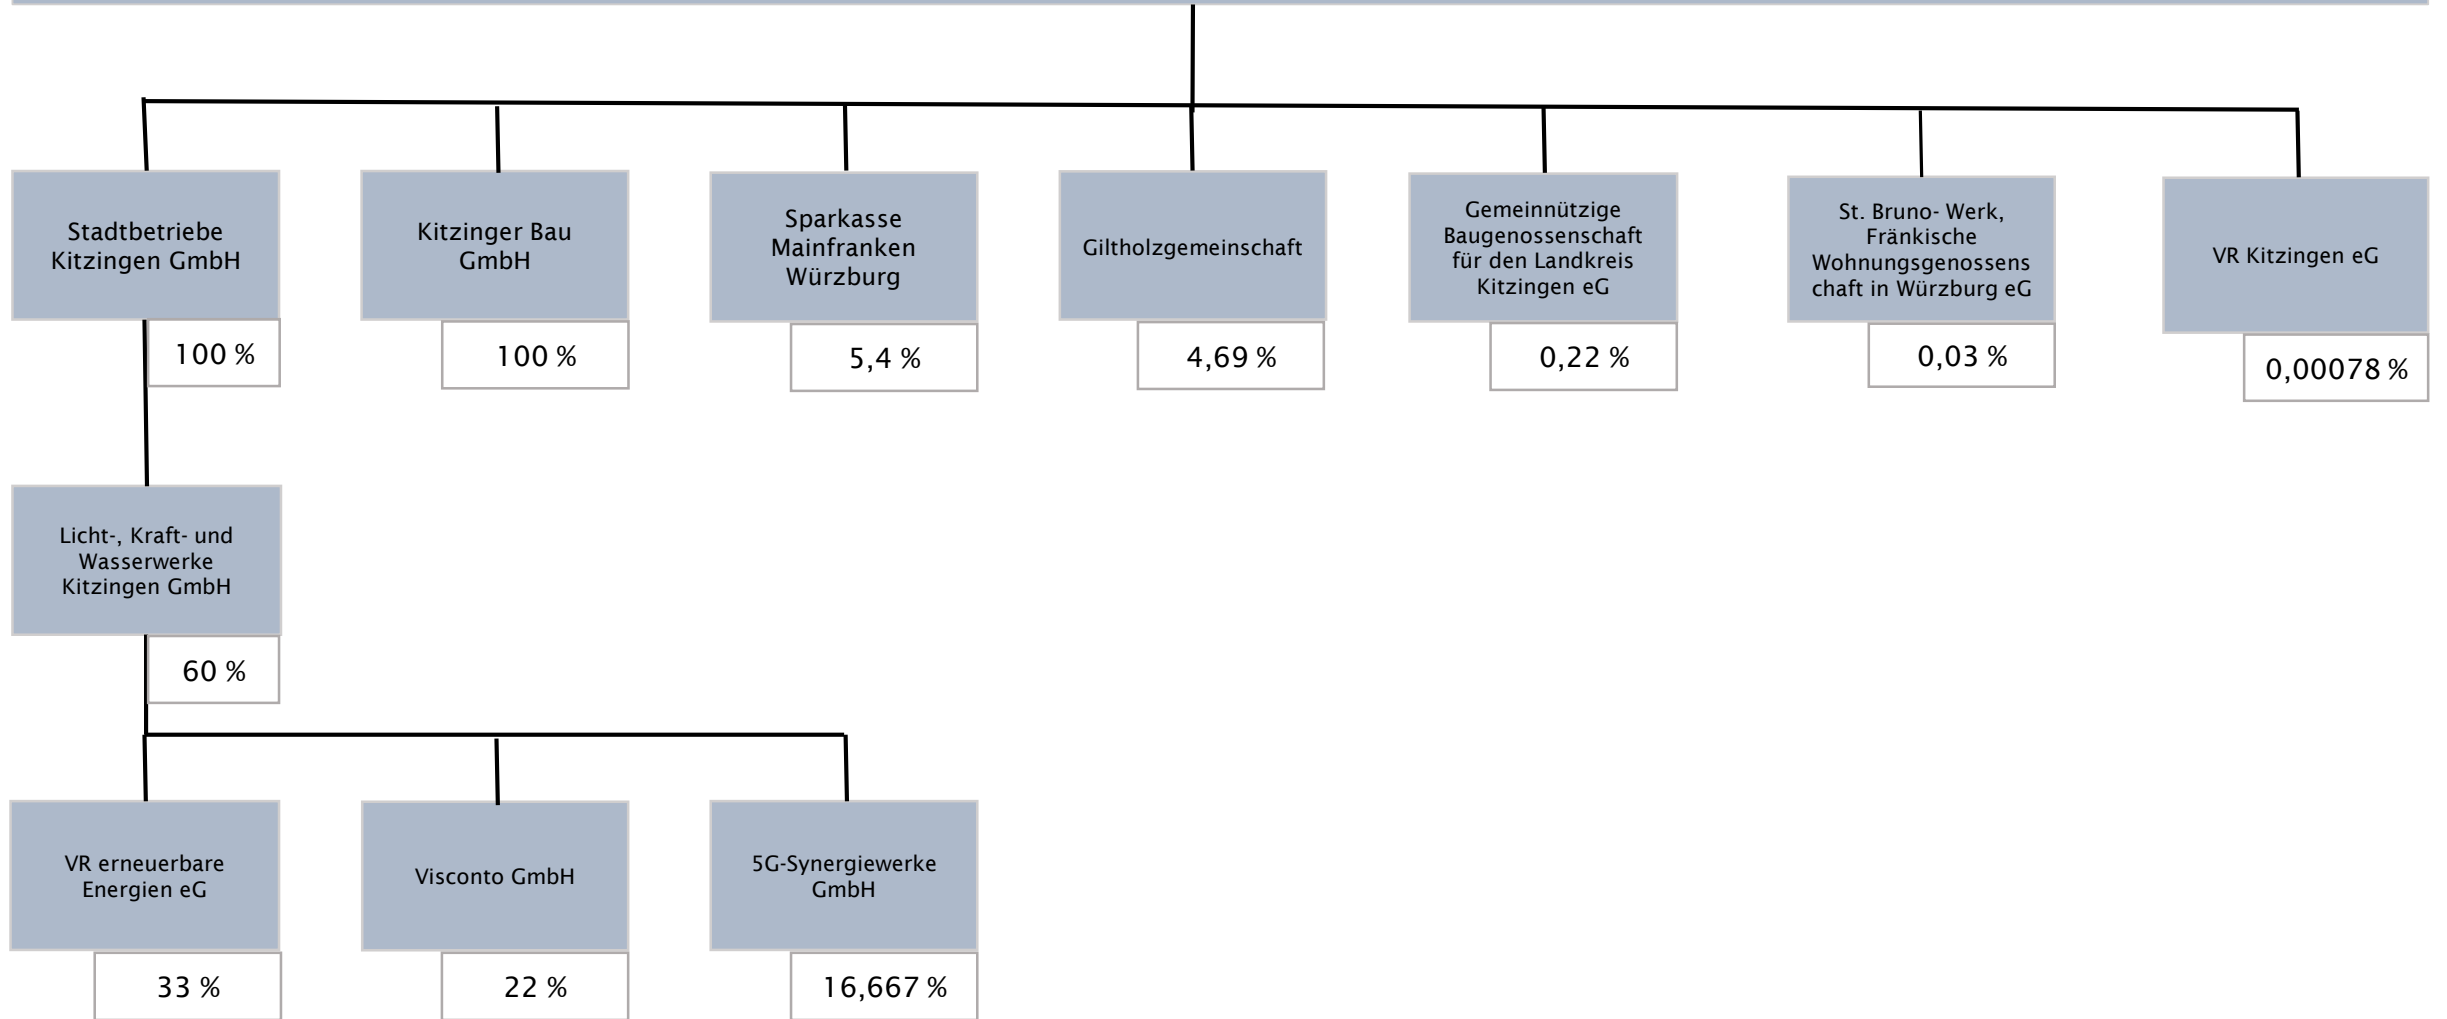 Stadtbetriebe
Kitzingen GmbH
100 %
Kitzinger Bau
GmbH
100 %
Sparkasse
Mainfranken
Würzburg
5,4 %
Giltholzgemeinschaft
4,69 %
Gemeinnützige
Baugenossenschaft
für den Landkreis
Kitzingen eG
0,22 %
St. Bruno- Werk,
Fränkische
Wohnungsgenossens
chaft in Würzburg eG
0,03 %
VR Kitzingen eG
0,00078 %
Licht-, Kraft- und
Wasserwerke
Kitzingen GmbH
60 %
VR erneuerbare
Energien eG
33 %
Visconto GmbH
22 %
5G-Synergiewerke
GmbH
16,667 %